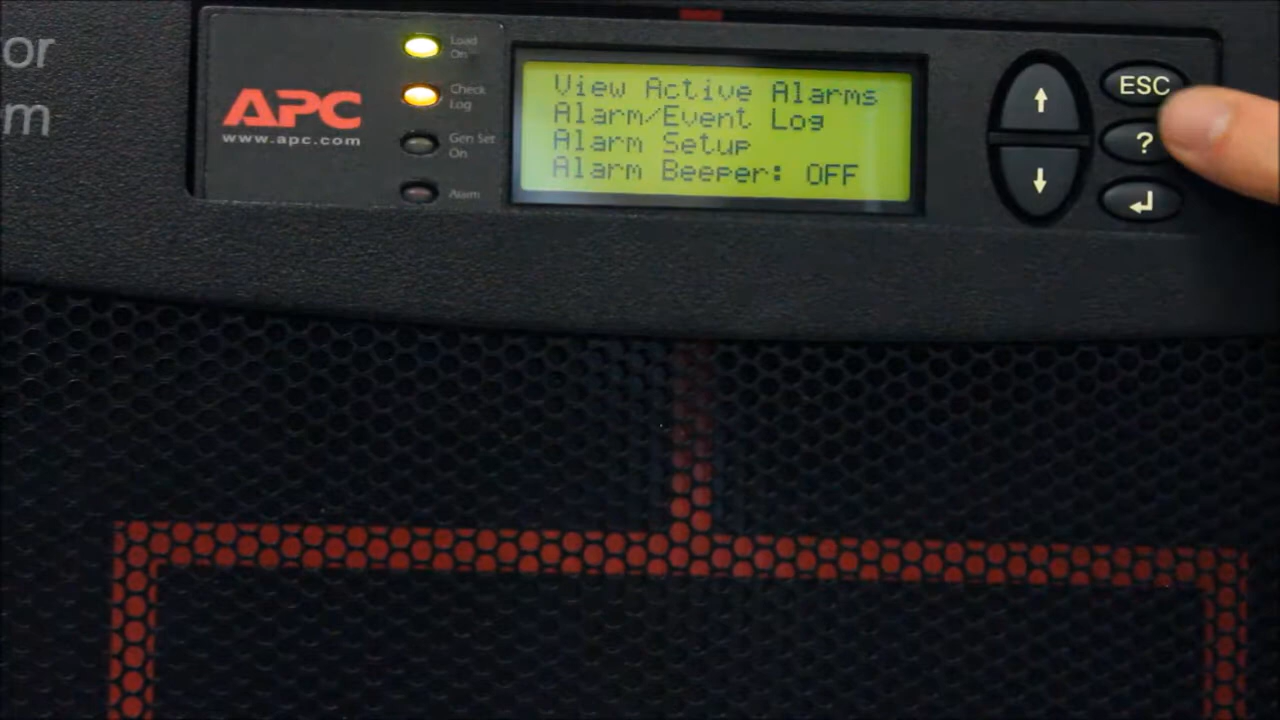 or
m
APC
www.apc.com
Load
On
Check
Log
Gen Set
On
Alarm
View Active Alarms
Alarm/Event Log
Alarm Setup
Alarm Beeper: OFF
ESC
?